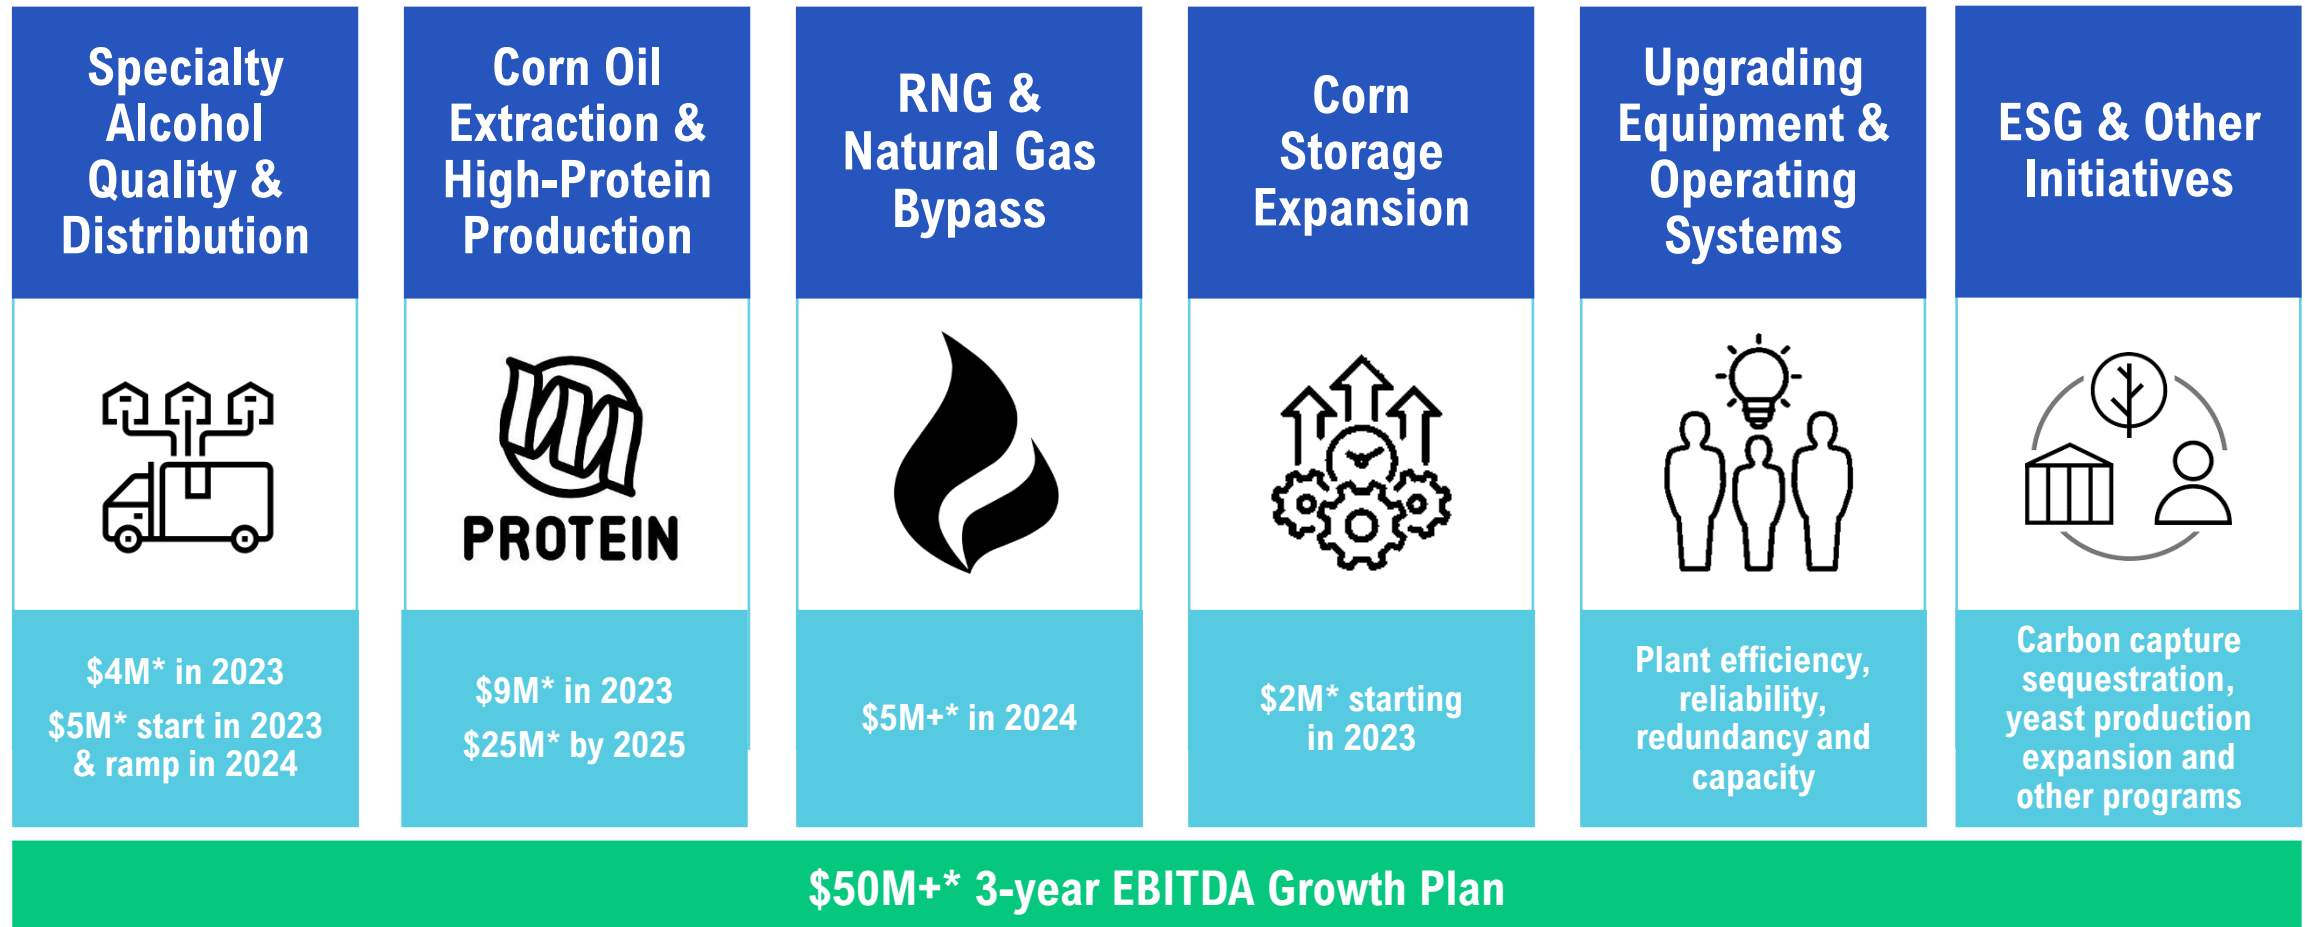 Specialty
Alcohol
Quality &
Distribution
Corn Oil
Extraction &
High-Protein
Production
RNG &
Natural Gas
Bypass
Corn
Storage
Expansion
Upgrading
Equipment &
Operating
Systems
ESG & Other
Initiatives
PROTEIN
$4M* in 2023
$5M* start in 2023
& ramp in 2024
$9M* in 2023
$25M* by 2025
$5M+* in 2024
$2M* starting
in 2023
Plant efficiency,
reliability,
redundancy and
capacity
Carbon capture
sequestration,
yeast production
expansion and
other programs
$50M+* 3-year EBITDA Growth Plan